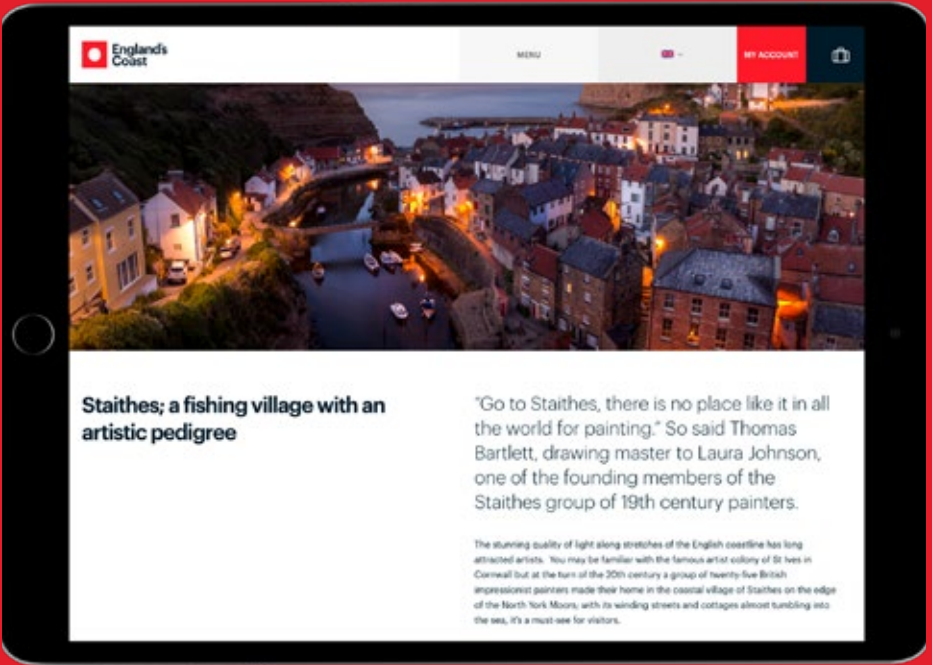 England's
Coast
MENU
MY ACCOUNT
Staithes; a fishing village with an
artistic pedigree
"Go to Staithes, there is no place like it in all
the world for painting." So said Thomas
Bartlett, drawing master to Laura Johnson,
one of the founding members of the
Staithes group of 19th century painters.
The stunning quality of light along stretches of the English coastline has long
attracted artists. You may be familiar with the famous artist colony of St Ives in
Cornwall but at the turn of the 20th century a group of twenty-five British
impressionist painters made their home in the coastal village of Staithes on the edge
of the North York Moors; with its winding streets and cottages almost tumbling into
the sea, it's a must-see for visitors.